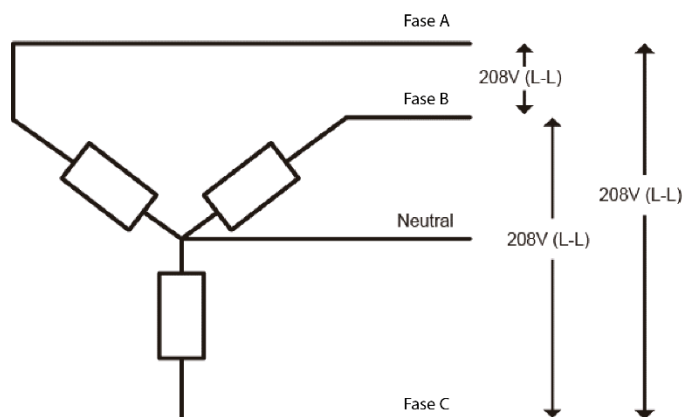 Fase A
208V (L-L)
Fase B
208V (L-L)
Neutral
208V (L-L)
Fase C